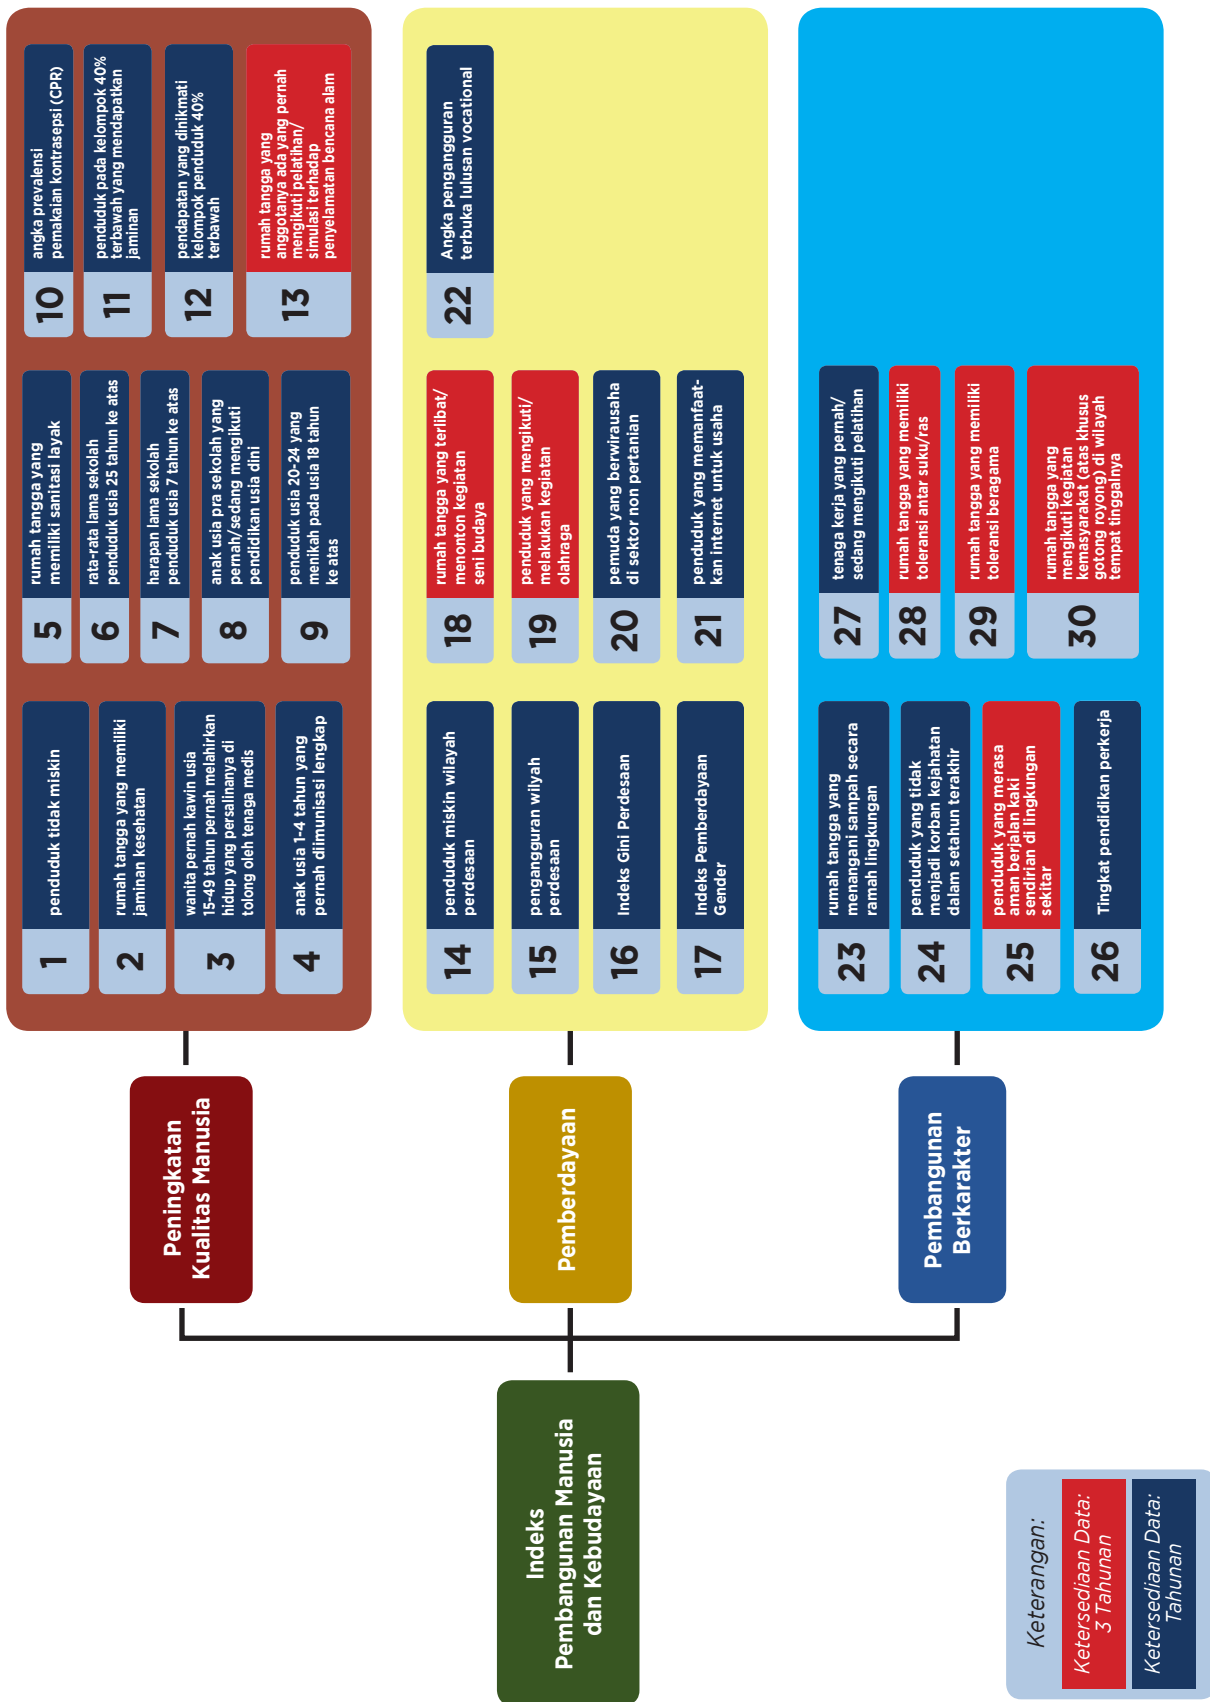 Indeks
Pembangunan Manusia
dan Kebudayaan
Peningkatan
Kualitas Manusia
1
penduduk tidak miskin
2
rumah tangga yang memiliki
jaminan kesehatan
3
wanita pernah kawin usia
15-49 tahun pernah melahirkan
hidup yang persalinanya di
tolong oleh tenaga medis
4
anak usia 1-4 tahun yang
pernah diimunisasi lengkap
5
rumah tangga yang
memiliki sanitasi layak
6
rata-rata lama sekolah
penduduk usia 25 tahun ke atas
7
harapan lama sekolah
penduduk usia 7 tahun ke atas
8
anak usia pra sekolah yang
pernah/sedang mengikuti
pendidikan usia dini
9
penduduk usia 20-24 yang
menikah pada usia 18 tahun
ke atas
10
angka prevalensi
pemakaian kontrasepsi (CPR)
11
penduduk pada kelompok 40%
terbawah yang mendapatkan
jaminan
12
pendapatan yang dinikmati
kelompok penduduk 40%
terbawah
13
rumah tangga yang
anggotanya ada yang pernah
mengikuti pelatihan/
simulasi terhadap
penyelamatan bencana alam
Pemberdayaan
14
penduduk miskin wilayah
perdesaan
15
pengangguran wilyah
perdesaan
16
Indeks Gini Perdesaan
17
Indeks Pemberdayaan
Gender
18
rumah tangga yang terlibat/
menonton kegiatan
seni budaya
19
penduduk yang mengikuti/
melakukan kegiatan
olahraga
20
pemuda yang berwirausaha
di sektor non pertanian
21
penduduk yang memanfaat-
kan internet untuk usaha
22
Angka pengangguran
terbuka lulusan vocational
Pembangunan
Berkarakter
23
rumah tangga yang
menangani sampah secara
ramah lingkungan
24
penduduk yang tidak
menjadi korban kejahatan
dalam setahun terakhir
25
penduduk yang merasa
aman berjalan kaki
sendirian di lingkungan
sekitar
26
Tingkat pendidikan perkerja
27
tenaga kerja yang pernah/
sedang mengikuti pelatihan
28
rumah tangga yang memiliki
toleransi antar suku/ras
29
rumah tangga yang memiliki
toleransi beragama
30
rumah tangga yang
mengikuti kegiatan
kemasyarakat (atas khusus
gotong royong) di wilayah
tempat tinggalnya
Keterangan:
Ketersediaan Data:
3 Tahunan
Ketersediaan Data:
Tahunan